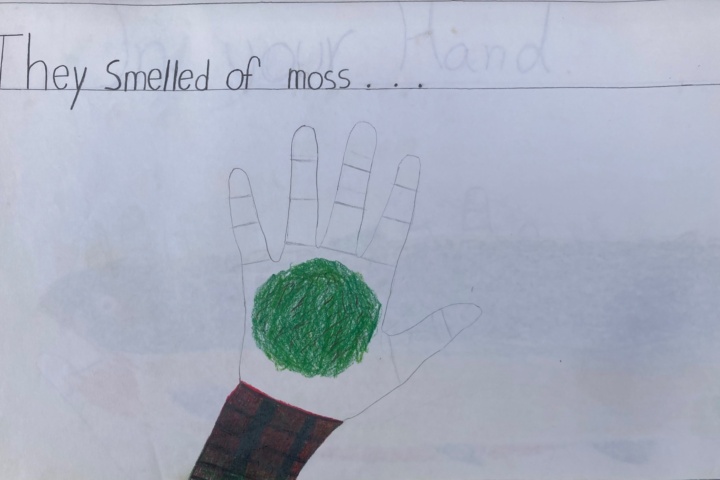 They smelled of moss . . .